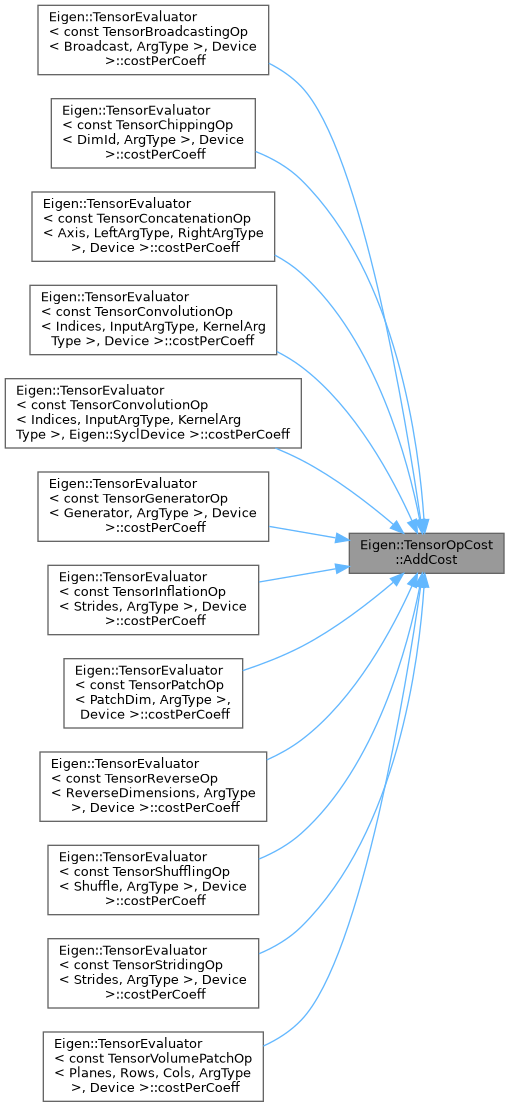 Eigen::TensorEvaluator
< const TensorBroadcastingOp
< Broadcast, ArgType >, Device
>::costPerCoeff
Eigen::TensorEvaluator
< const TensorChippingOp
< DimId, ArgType >, Device
>::costPerCoeff
Eigen::TensorEvaluator
< const TensorConcatenationOp
< Axis, LeftArgType, RightArgType
>, Device >::costPerCoeff
Eigen::TensorEvaluator
< const TensorConvolutionOp
< Indices, InputArgType, KernelArg
Type >, Device >::costPerCoeff
Eigen::TensorEvaluator
< const TensorConvolutionOp
< Indices, InputArgType, KernelArg
Type >, Eigen::SyclDevice >::costPerCoeff
Eigen::TensorEvaluator
< const TensorGeneratorOp
< Generator, ArgType >, Device
>::costPerCoeff
Eigen::TensorOpCost
::AddCost
Eigen::TensorEvaluator
< const TensorInflationOp
< Strides, ArgType >, Device
>::costPerCoeff
Eigen::TensorEvaluator
< const TensorPatchOp
< PatchDim, ArgType >,
Device >::costPerCoeff
Eigen::TensorEvaluator
< const TensorReverseOp
< ReverseDimensions, ArgType
>, Device >::costPerCoeff
Eigen::TensorEvaluator
< const TensorShufflingOp
< Shuffle, ArgType >, Device
>::costPerCoeff
Eigen::TensorEvaluator
< const TensorStridingOp
< Strides, ArgType >, Device
>::costPerCoeff
Eigen::TensorEvaluator
< const TensorVolumePatchOp
< Planes, Rows, Cols, ArgType
>, Device >::costPerCoeff